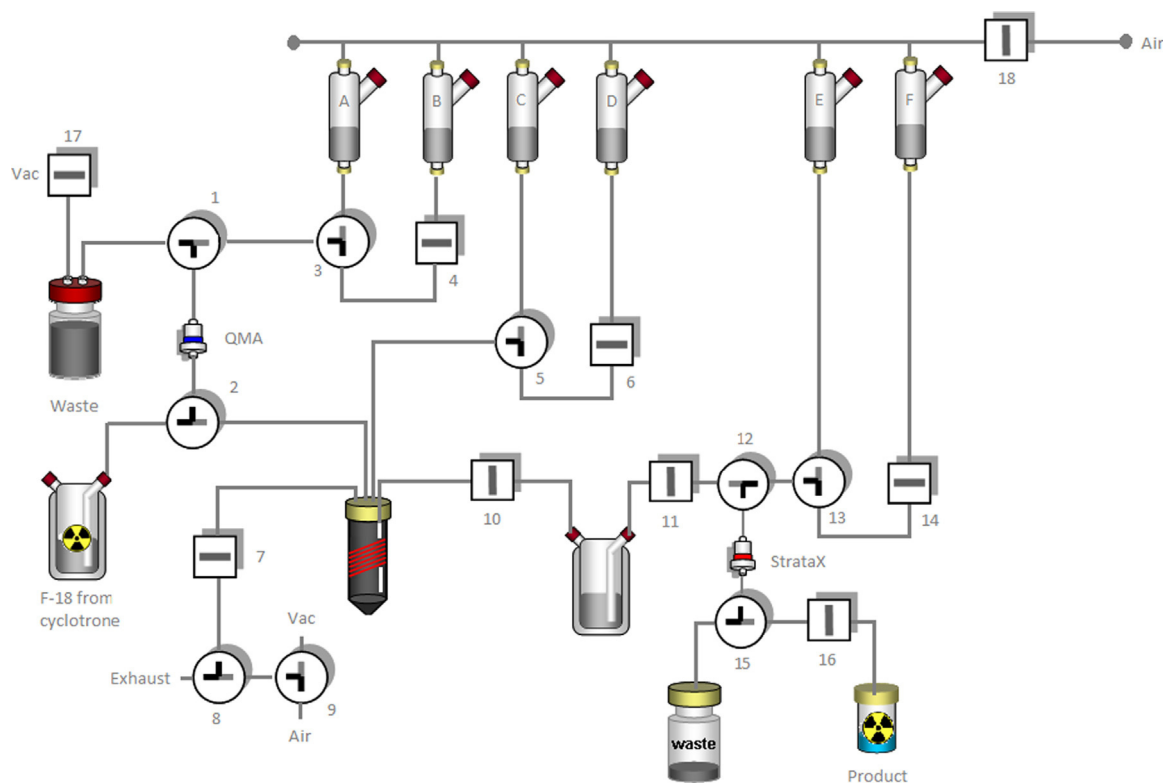 Air
18
A
B
C
D
E
F
17
Vac
1
3
4
QMA
5
6
Waste
2
12
10
11
13
14
7
StrataX
F-18 from
cyclotrone
Vac
15
16
Exhaust
8
9
Air
waste
Product